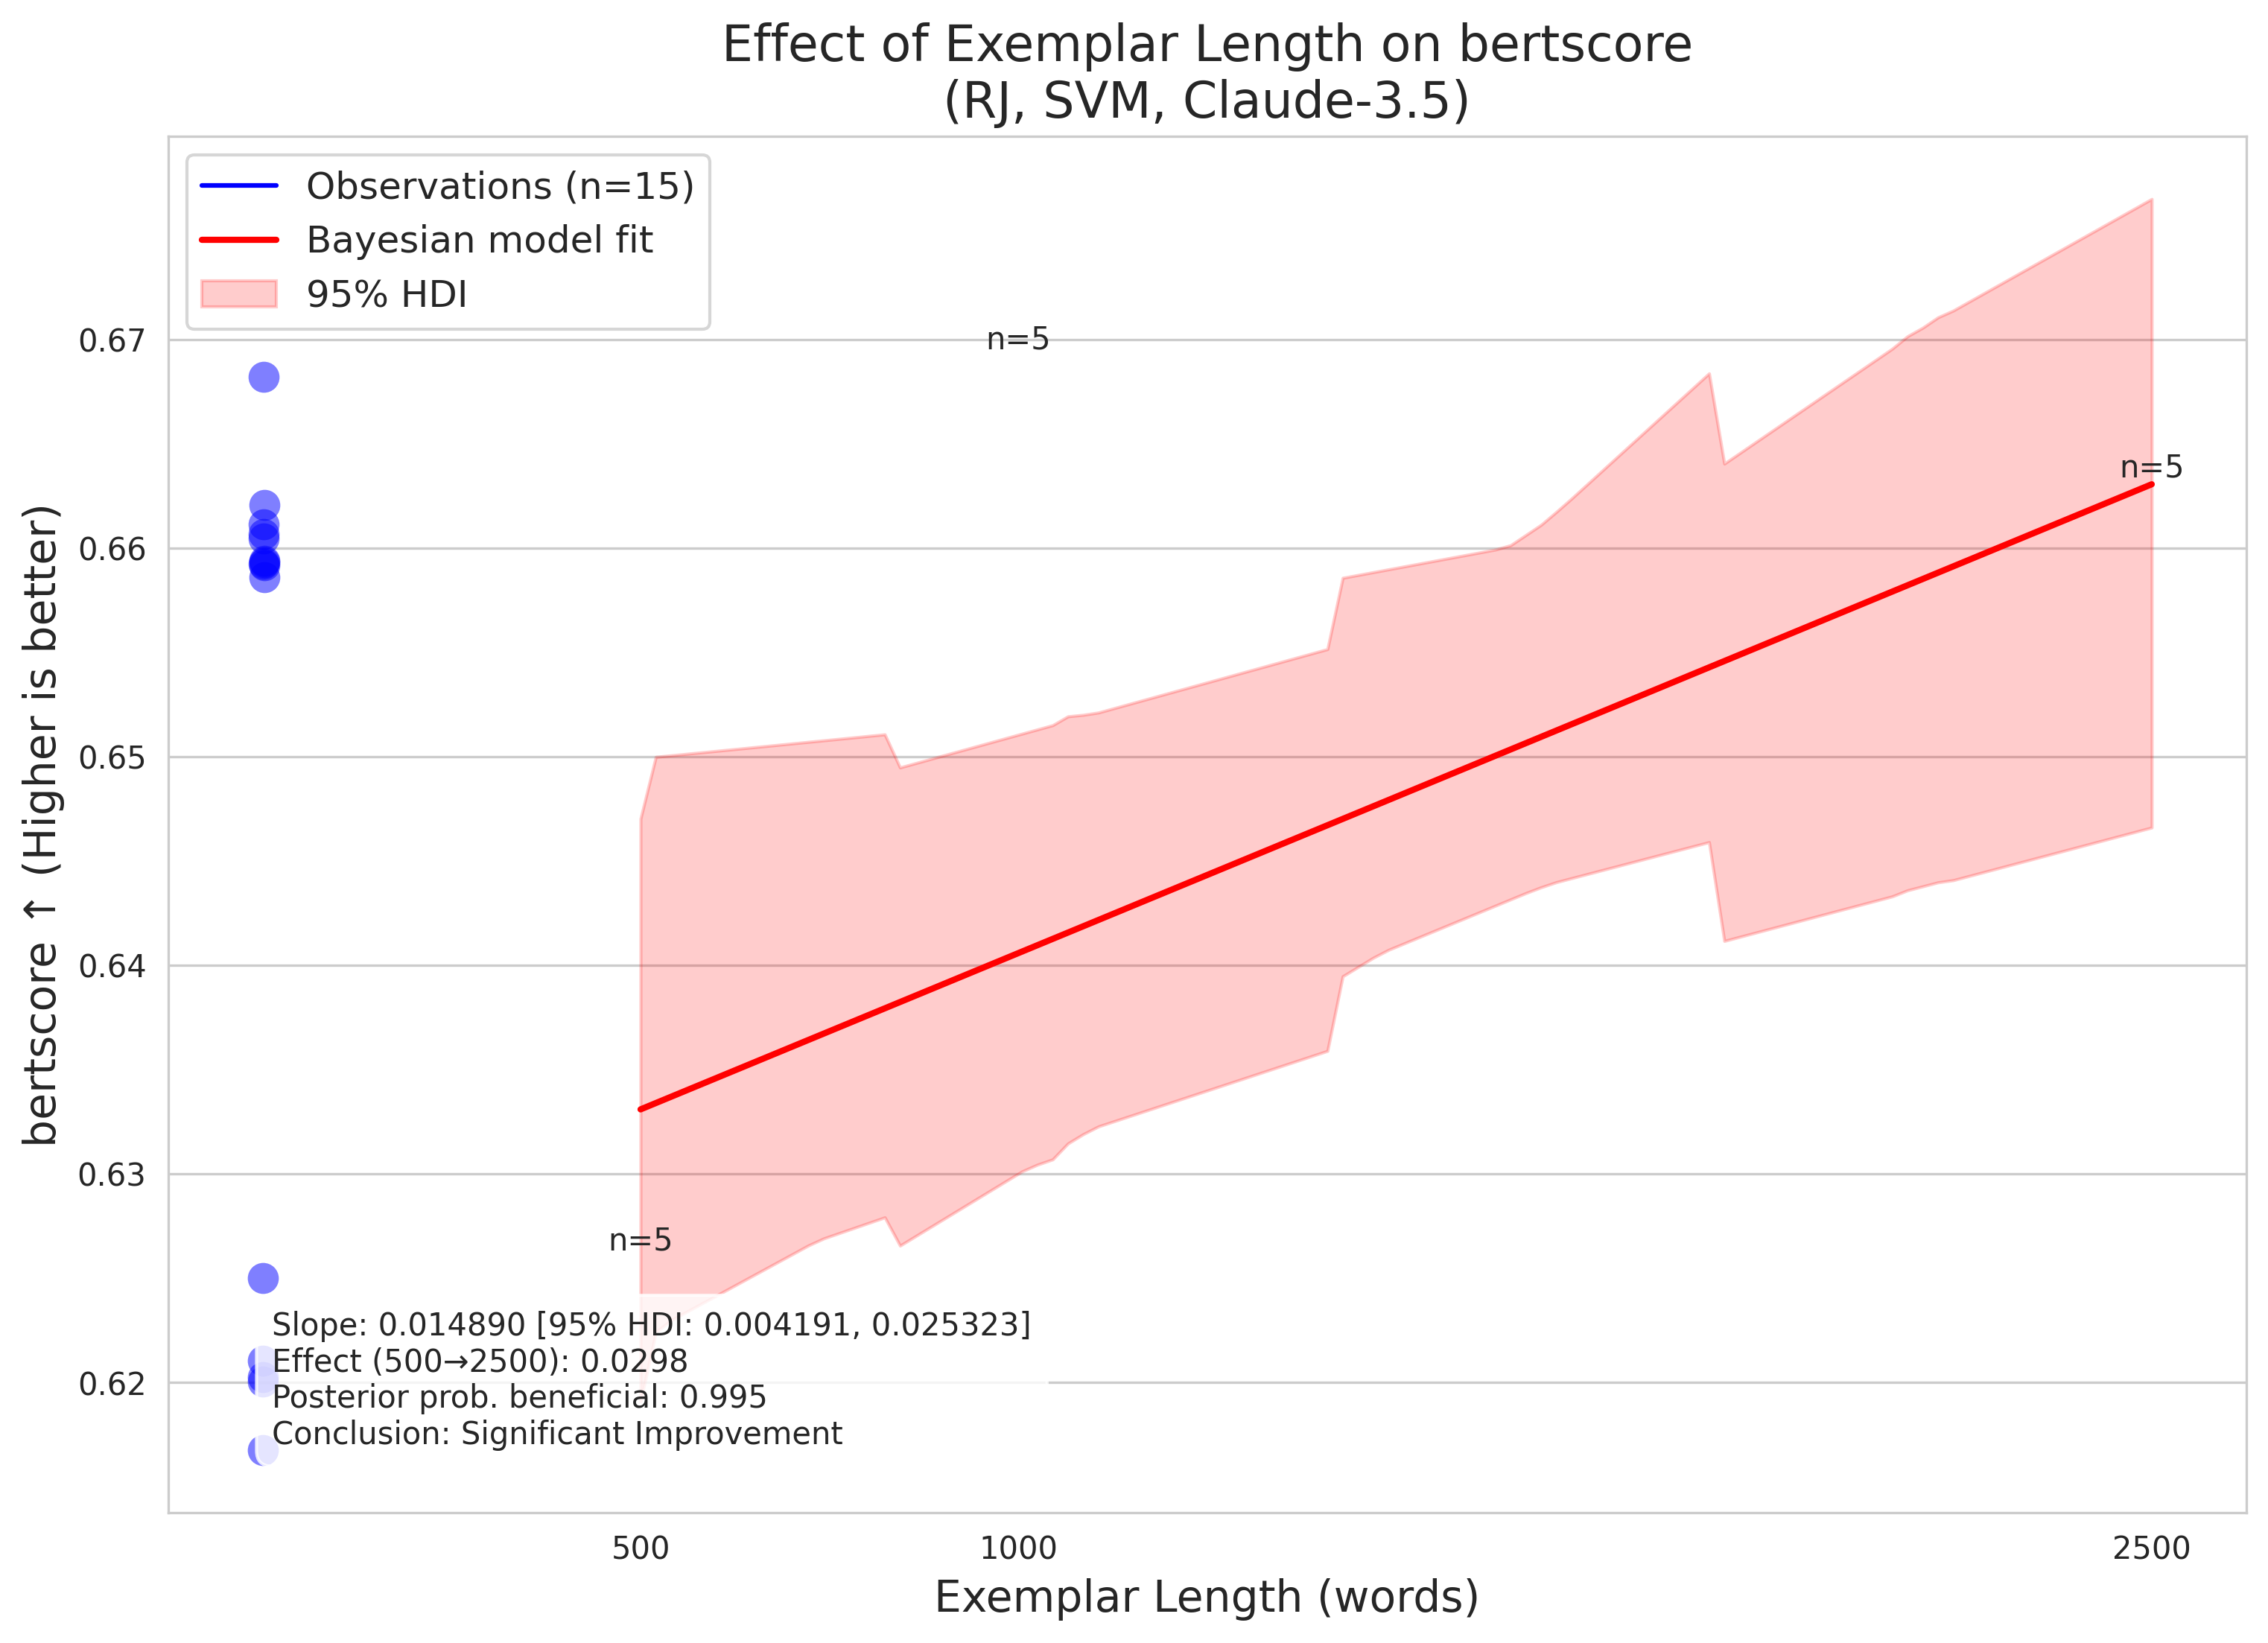 Effect of Exemplar Length on bertscore
(RJ, SVM, Claude-3.5)
Observations (n=15)
Bayesian model fit
95% HDI
n=5
n=5
n=5
0.67
0.66
0.65
0.64
0.63
0.62
bertscore ↑ (Higher is better)
Slope: 0.014890 [95% HDI: 0.004191, 0.025323]
Effect (500→2500): 0.0298
Posterior prob. beneficial: 0.995
Conclusion: Significant Improvement
500
1000
2500
Exemplar Length (words)